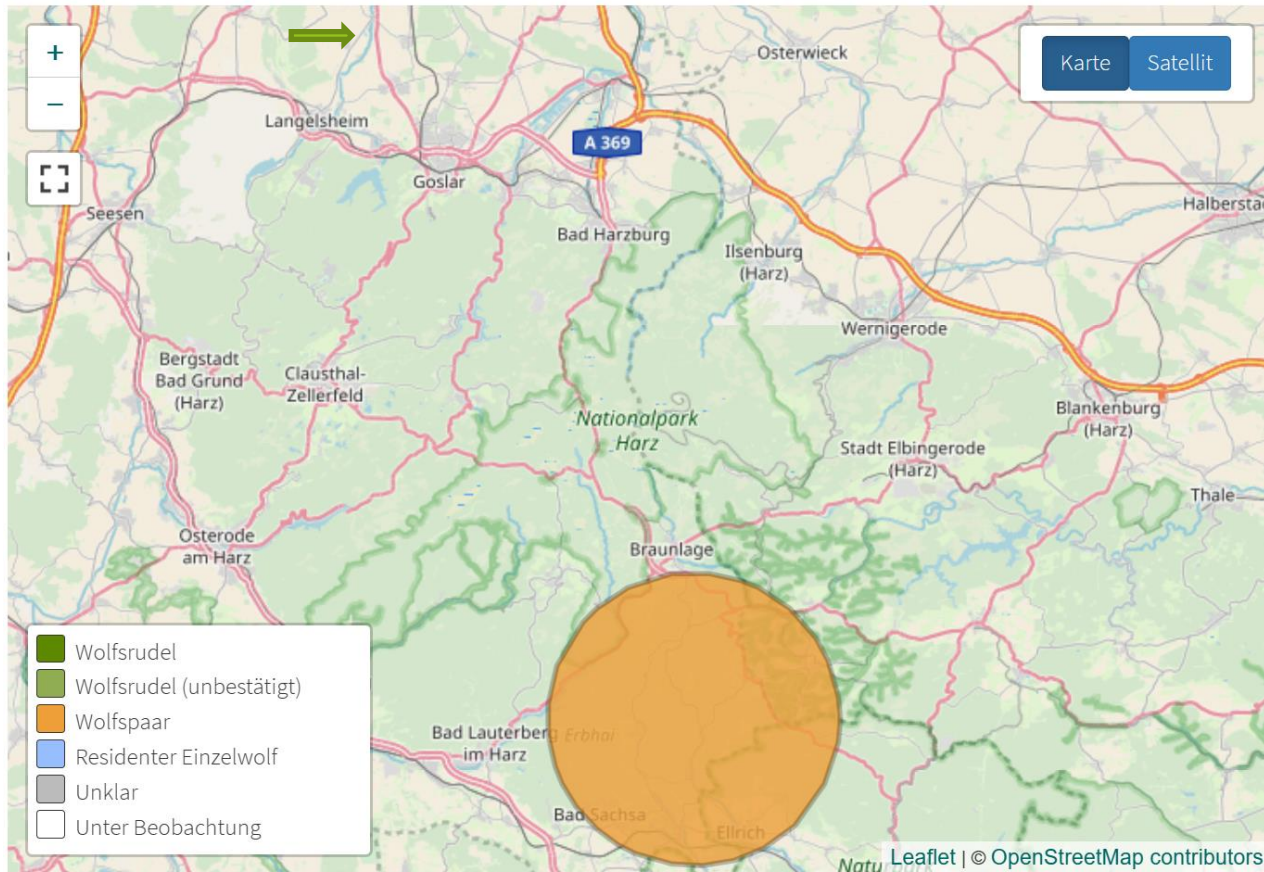 +
−
Karte
Satellit
Osterwieck
Langelsheim
A 369
Goslar
Seesen
Halbersta
Bad Harzburg
Ilsenburg
(Harz)
Wernigerode
Bergstadt
Bad Grund
(Harz)
Clausthal-
Zellerfeld
Nationalpark
Harz
Blankenburg
(Harz)
Stadt Elbingerode
(Harz)
Thale
Osterode
am Harz
Braunlage
Wolfsrudel
Wolfsrudel (unbestätigt)
Wolfspaar
Residenter Einzelwolf
Unklar
Unter Beobachtung
Bad Lauterberg
im Harz
Erbhai
Bad Sachsa
Ellrich
Naturpark
Leaflet | © OpenStreetMap contributors